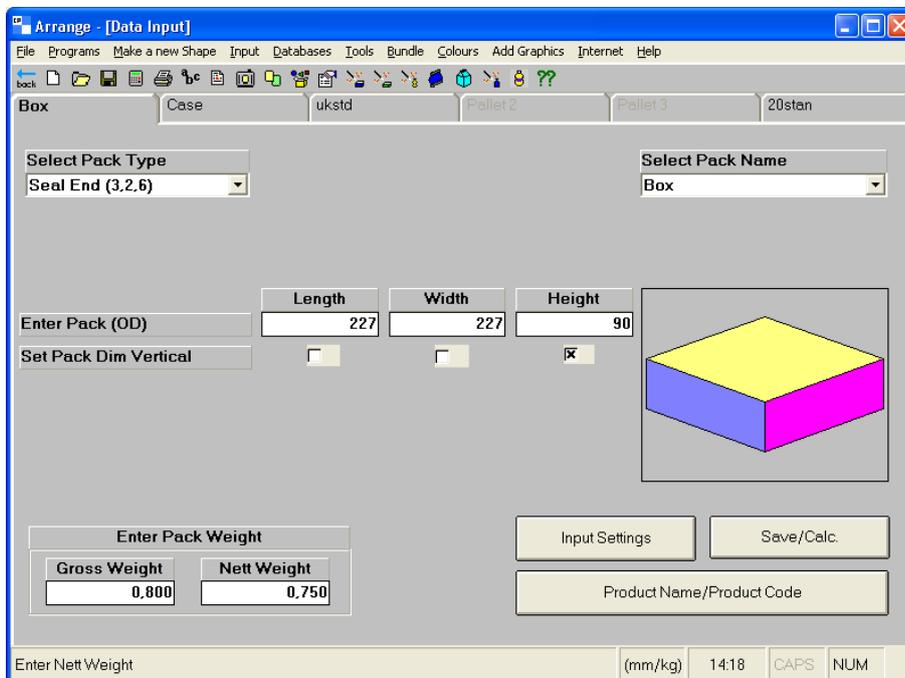 Arrange - [Data Input]
File Programs Make a new Shape Input Databases Tools Bundle Colours Add Graphics Internet Help
back abc ??
Box Case ukstd Pallet 2 Pallet 3 20stan
Select Pack Type Select Pack Name
Seal End (3,2,6) Box
Length Width Height
Enter Pack (OD) 227 227 90
Set Pack Dim Vertical
Enter Pack Weight
Gross Weight Nett Weight
0,800 0,750
Input Settings Save/Calc.
Product Name/Product Code
Enter Nett Weight (mm/kg) 14:18 CAPS NUM